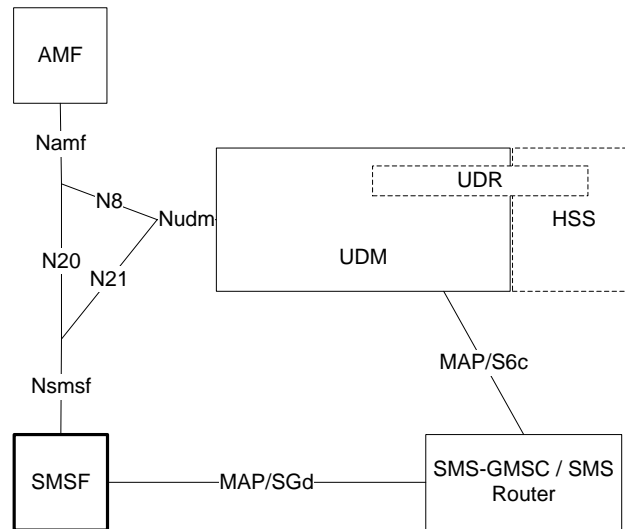 AMF
Namf
UDR
N8
HSS
Nudm
UDM
N20
N21
MAP/S6c
Nsmsf
SMS-GMSC / SMS
Router
SMSF
MAP/SGd